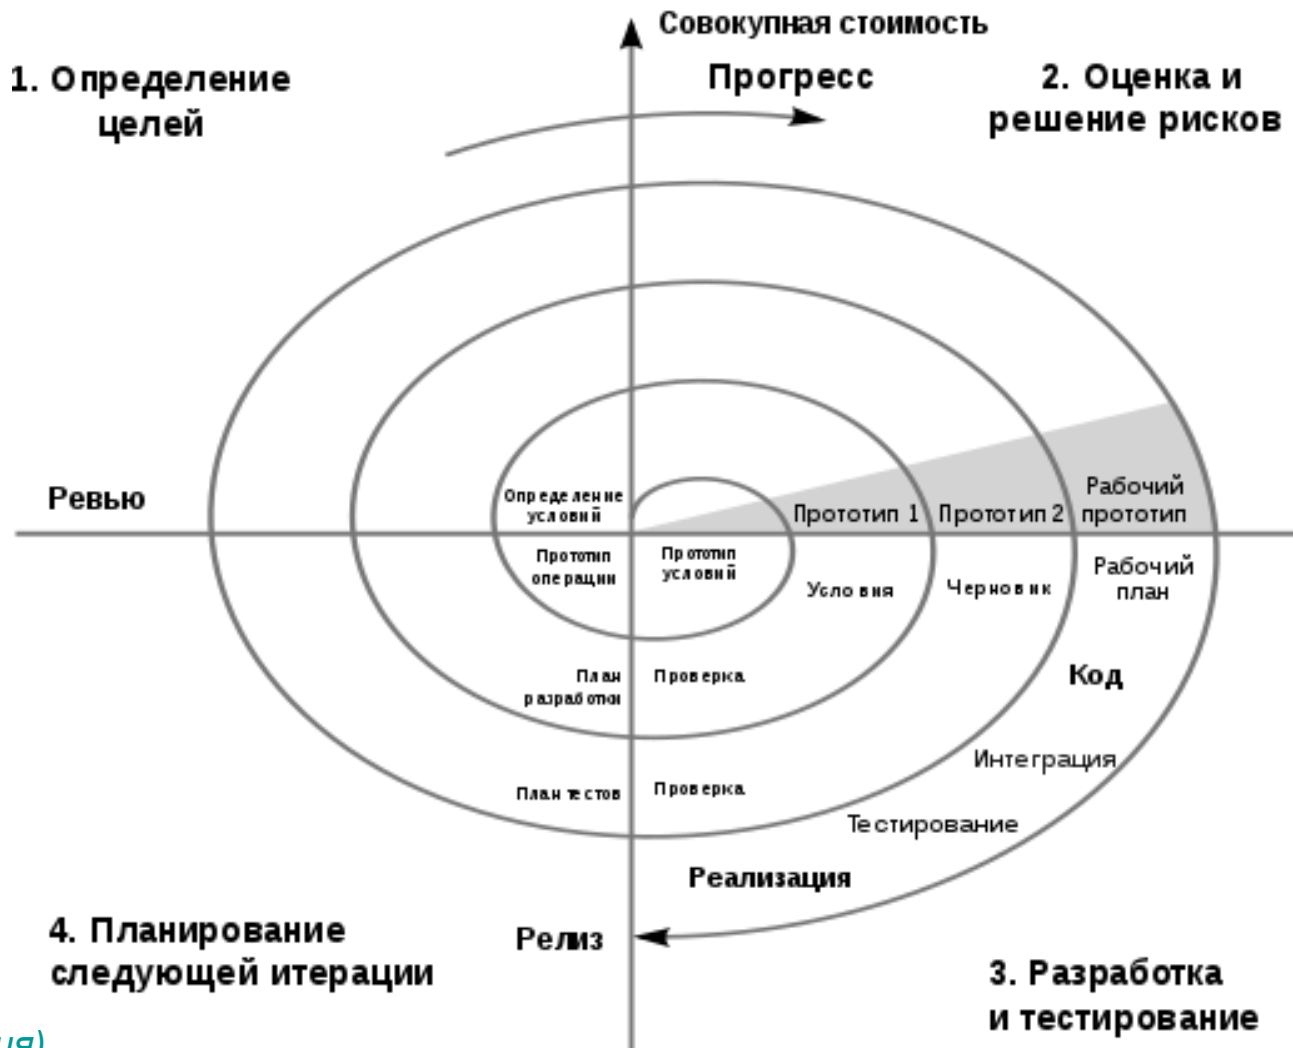 Совокупная стоимость
1. Определение
целей
Прогресс
2. Оценка и
решение рисков
Ревью
Определение
условий
Прототип 1
Прототип 2
Рабочий
прототип
Прототип
операции
Прототип
условий
Условия
Черновик
Рабочий
план
План
разработки
Проверка
Код
Интеграция
План тестов
Проверка
Тестирование
Реализация
Релиз
4. Планирование
следующей итерации
3. Разработка
и тестирование